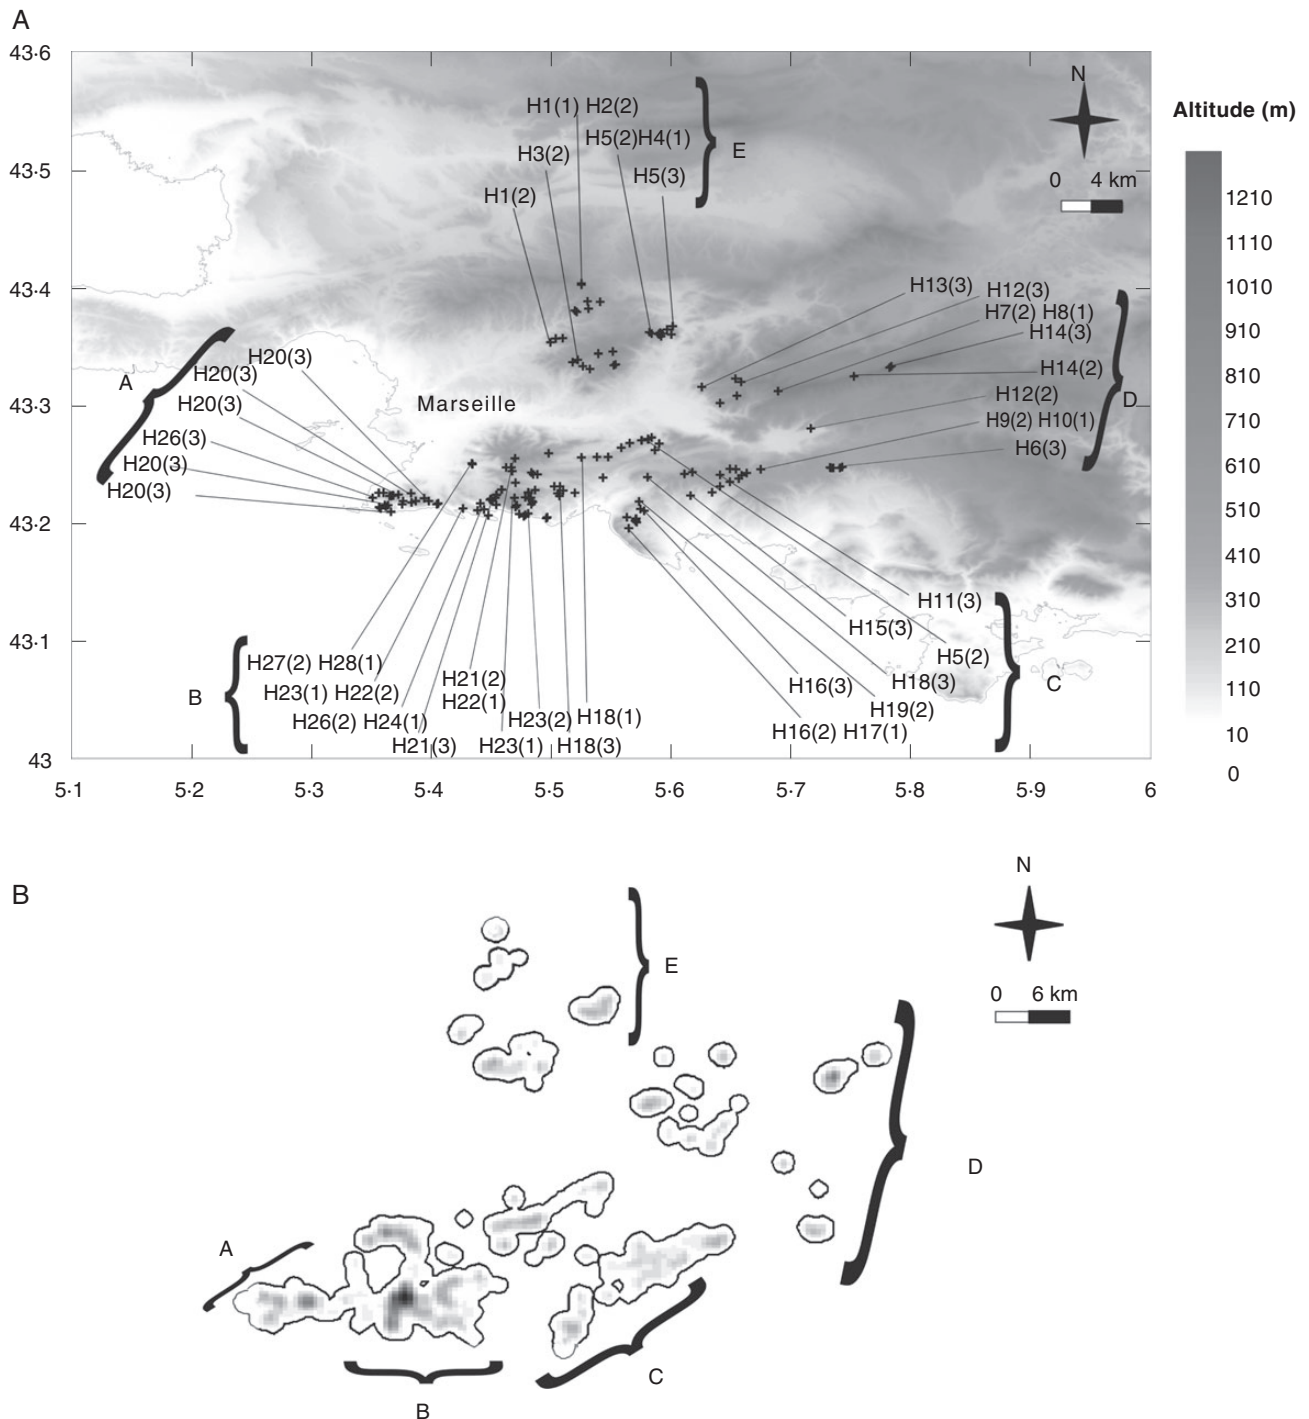 A
43·6
43·5
43·4
43·3
43·2
43·1
43
5·1 5·2 5·3 5·4 5·5 5·6 5·7 5·8 5·9 6
N
0 4 km
Altitude (m)
1210
1110
1010
910
810
710
610
510
410
310
210
110
10
0
H1(1) H2(2)
H5(2)H4(1)
H3(2)
H5(3)
H1(2)
E
H13(3) H12(3)
H7(2) H8(1)
H14(3)
H14(2)
H12(2)
H9(2) H10(1)
H6(3)
D
A
H20(3)
H20(3)
H20(3)
H26(3)
H20(3)
H20(3)
Marseille
B
H27(2) H28(1)
H23(1) H22(2)
H26(2) H24(1)
H21(3)
H21(2)
H22(1)
H23(2)
H23(1)
H18(1)
H18(3)
H11(3)
H15(3)
H5(2)
H18(3)
H16(3)
H19(2)
H16(2) H17(1)
C
B
N
0 6 km
E
D
A
C
B